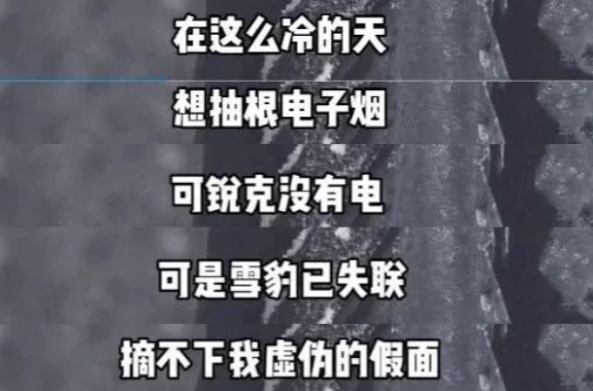 在这么冷的天
想抽根电子烟
可锐克没有电
可是雪豹已失联
摘不下我虚伪的假面